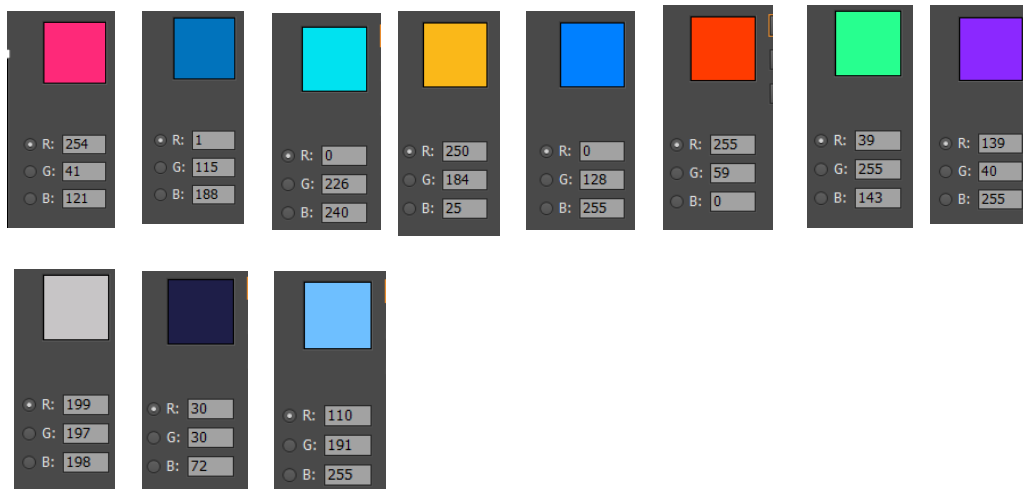 R: 254
G: 41
B: 121
R: 1
G: 115
B: 188
R: 0
G: 226
B: 240
R: 250
G: 184
B: 25
R: 0
G: 128
B: 255
R: 255
G: 59
B: 0
R: 39
G: 255
B: 143
R: 139
G: 40
B: 255
R: 199
G: 197
B: 198
R: 30
G: 30
B: 72
R: 110
G: 191
B: 255